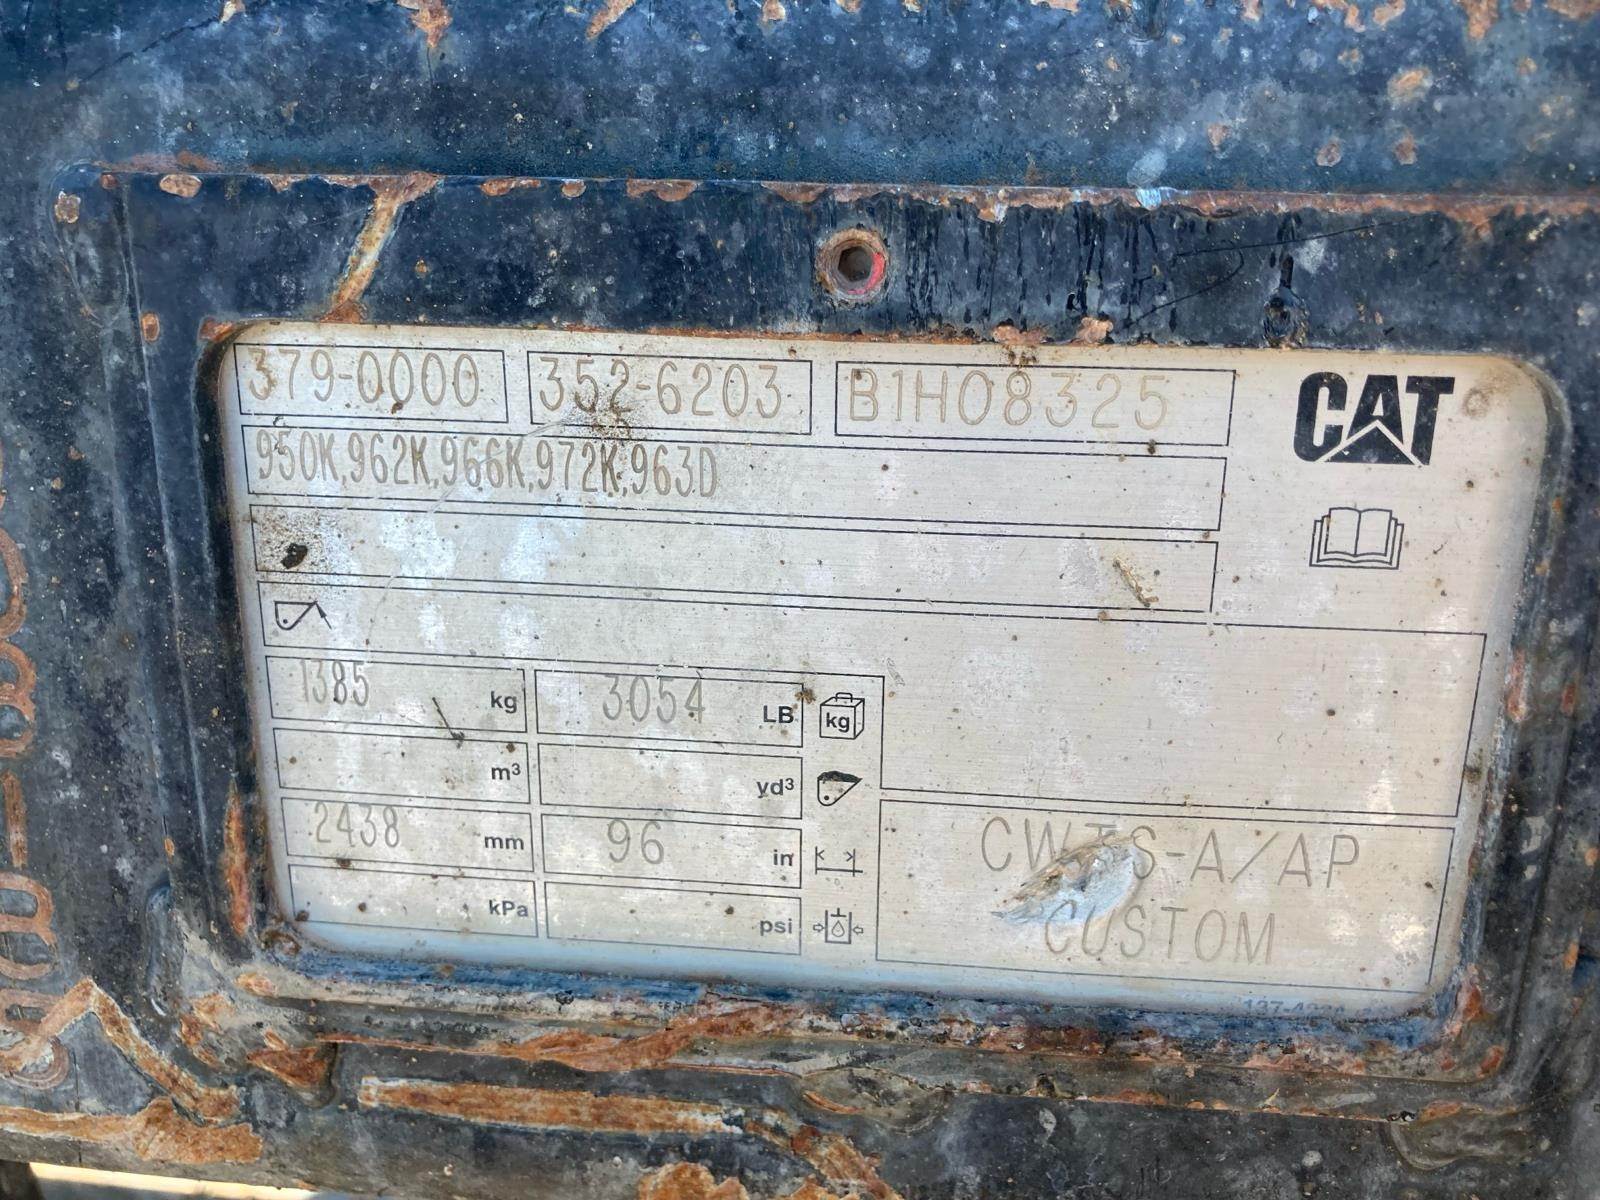 379-0000 352-6203 B1H08325
CAT
950K,962K,966K,972K,963D
1385 kg 3054 LB kg
m³ yd³
2438 mm 96 in
CWTS-A/AP
kPa psi
CUSTOM